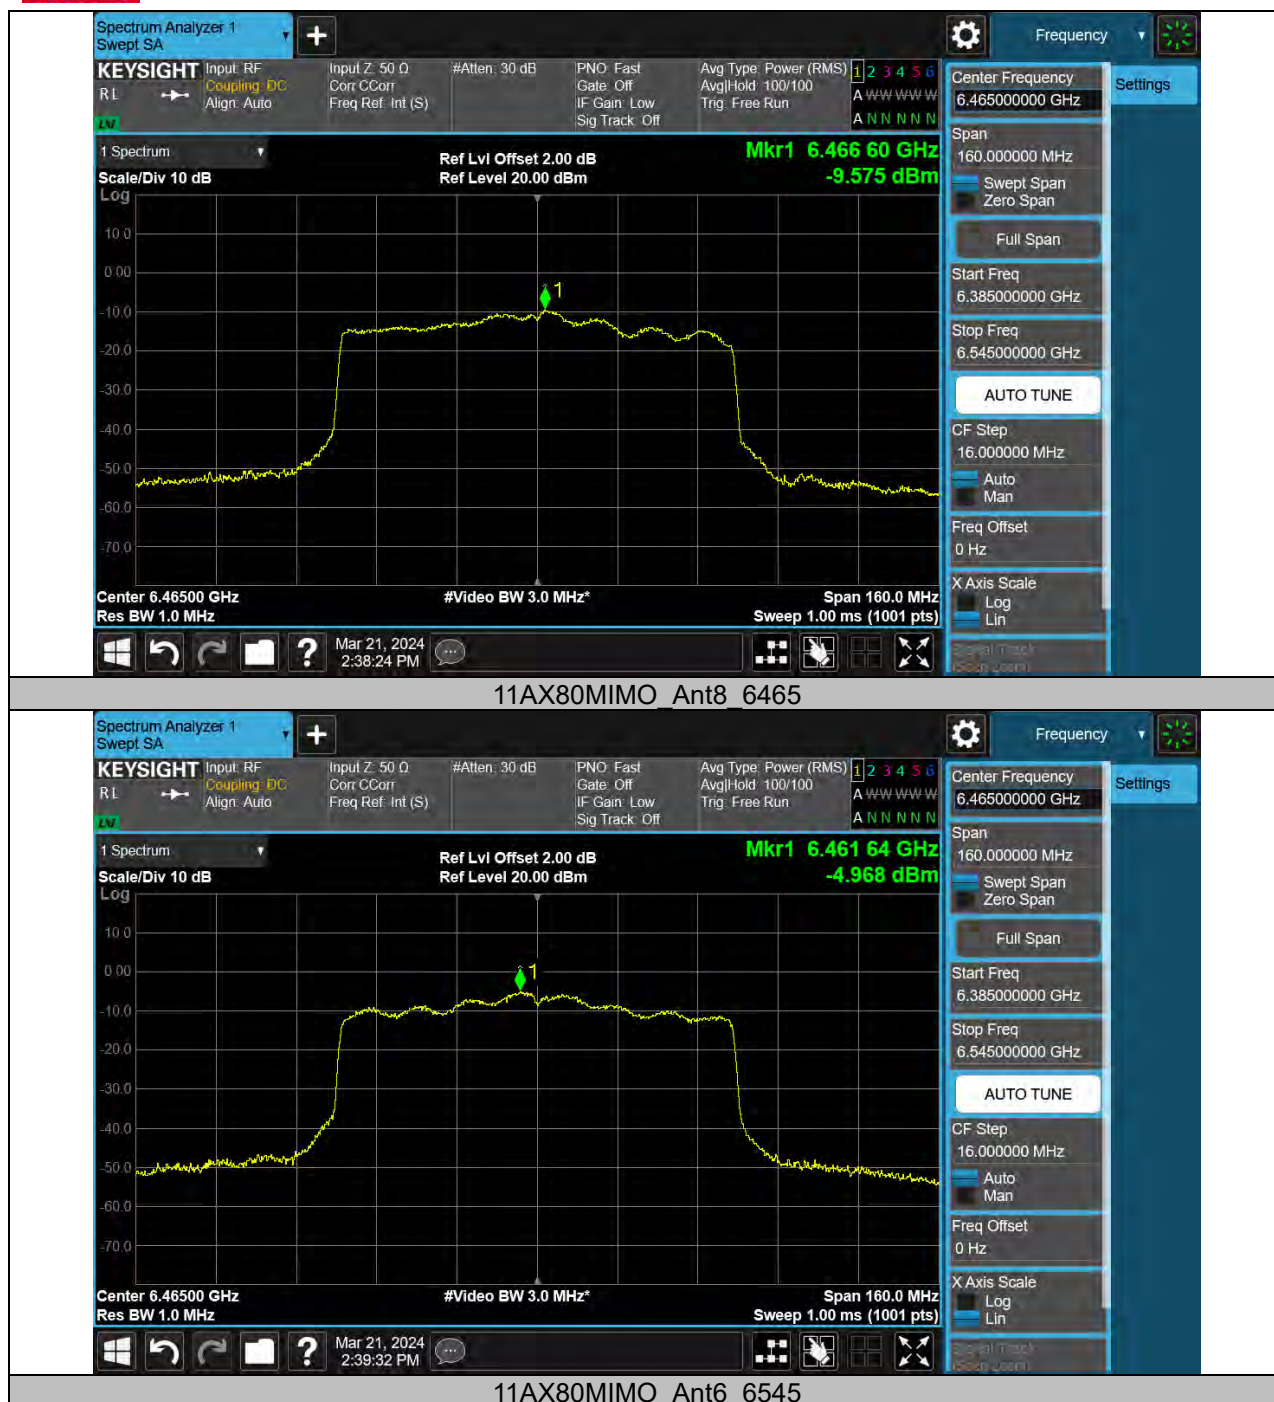 Spectrum Analyzer 1
Swept SA
Frequency
KEYSIGHT
RL
LXI
Input: RF
Coupling: DC
Align: Auto
Input Z: 50 Ω
Corr CCorr
Freq Ref: Int (S)
#Atten: 30 dB
PNO: Fast
Gate: Off
IF Gain: Low
Sig Track: Off
Avg Type: Power (RMS)
Avg|Hold: 100/100
Trig: Free Run
1 2 3 4 5 6
A W W W W W
A N N N N N
1 Spectrum
Scale/Div 10 dB
Log
Ref Lvl Offset 2.00 dB
Ref Level 20.00 dBm
Mkr1 6.466 60 GHz
-9.575 dBm
10.0
0.00
-10.0
-20.0
-30.0
-40.0
-50.0
-60.0
-70.0
1
Center 6.46500 GHz
Res BW 1.0 MHz
#Video BW 3.0 MHz*
Span 160.0 MHz
Sweep 1.00 ms (1001 pts)
Mar 21, 2024
2:38:24 PM
Center Frequency
6.465000000 GHz
Settings
Span
160.000000 MHz
Swept Span
Zero Span
Full Span
Start Freq
6.385000000 GHz
Stop Freq
6.545000000 GHz
AUTO TUNE
CF Step
16.000000 MHz
Auto
Man
Freq Offset
0 Hz
X Axis Scale
Log
Lin
Signal Track
(Span Zoom)
11AX80MIMO_Ant8_6465
Spectrum Analyzer 1
Swept SA
Frequency
KEYSIGHT
RL
LXI
Input: RF
Coupling: DC
Align: Auto
Input Z: 50 Ω
Corr CCorr
Freq Ref: Int (S)
#Atten: 30 dB
PNO: Fast
Gate: Off
IF Gain: Low
Sig Track: Off
Avg Type: Power (RMS)
Avg|Hold: 100/100
Trig: Free Run
1 2 3 4 5 6
A W W W W W
A N N N N N
1 Spectrum
Scale/Div 10 dB
Log
Ref Lvl Offset 2.00 dB
Ref Level 20.00 dBm
Mkr1 6.461 64 GHz
-4.968 dBm
10.0
0.00
-10.0
-20.0
-30.0
-40.0
-50.0
-60.0
-70.0
1
Center 6.46500 GHz
Res BW 1.0 MHz
#Video BW 3.0 MHz*
Span 160.0 MHz
Sweep 1.00 ms (1001 pts)
Mar 21, 2024
2:39:32 PM
Center Frequency
6.465000000 GHz
Settings
Span
160.000000 MHz
Swept Span
Zero Span
Full Span
Start Freq
6.385000000 GHz
Stop Freq
6.545000000 GHz
AUTO TUNE
CF Step
16.000000 MHz
Auto
Man
Freq Offset
0 Hz
X Axis Scale
Log
Lin
Signal Track
(Span Zoom)
11AX80MIMO_Ant6_6545